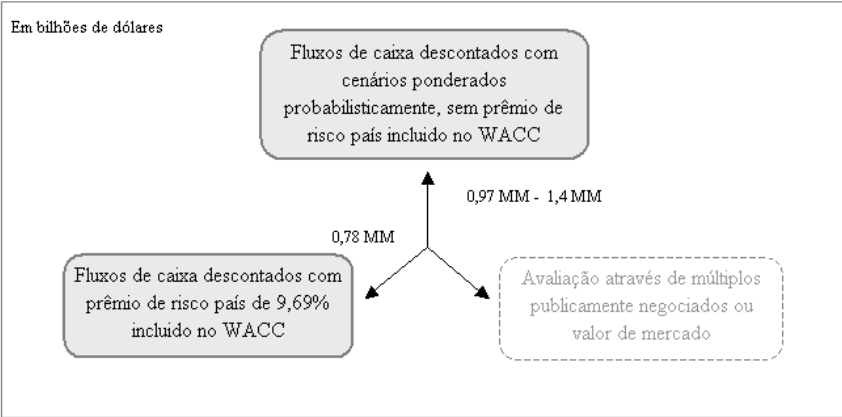 Em bilhões de dólares
Fluxos de caixa descontados com
cenários ponderados
probabilisticamente, sem prêmio de
risco país incluido no WACC
0,97 MM - 1,4 MM
0,78 MM
Fluxos de caixa descontados com
prêmio de risco país de 9,69%
incluido no WACC
Avaliação através de múltiplos
publicamente negociados ou
valor de mercado